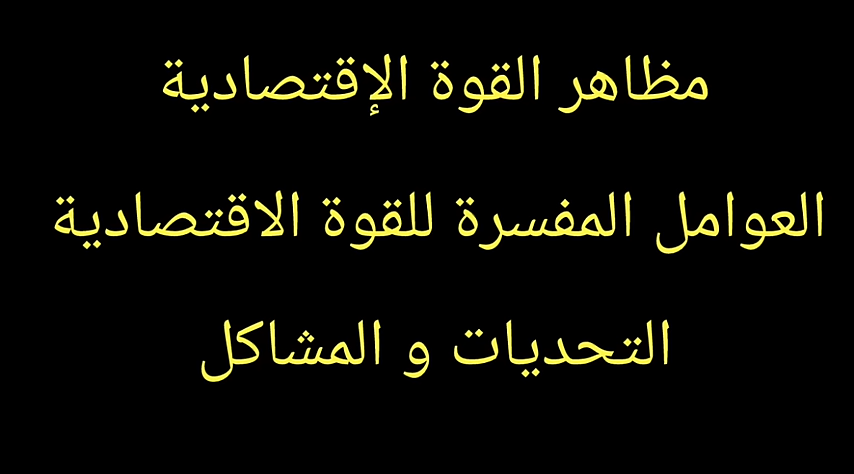 مظاهر القوة الإقتصادية
العوامل المفسرة للقوة الاقتصادية
التحديات و المشاكل